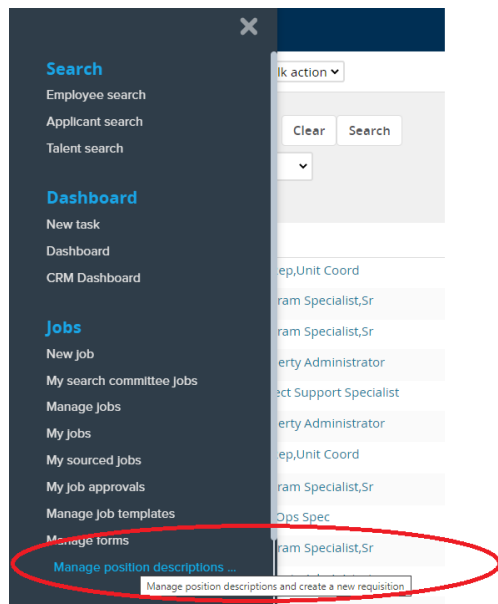 Search
Employee search
Applicant search
Talent search
Dashboard
New task
Dashboard
CRM Dashboard
Jobs
New job
My search committee jobs
Manage jobs
My jobs
My sourced jobs
My job approvals
Manage job templates
Manage forms
Manage position descriptions ...
Manage position descriptions and create a new requisition
lk action
Clear Search
ep,Unit Coord
ram Specialist,Sr
ram Specialist,Sr
erty Administrator
ect Support Specialist
erty Administrator
ep,Unit Coord
ram Specialist,Sr
Ops Spec
ram Specialist,Sr